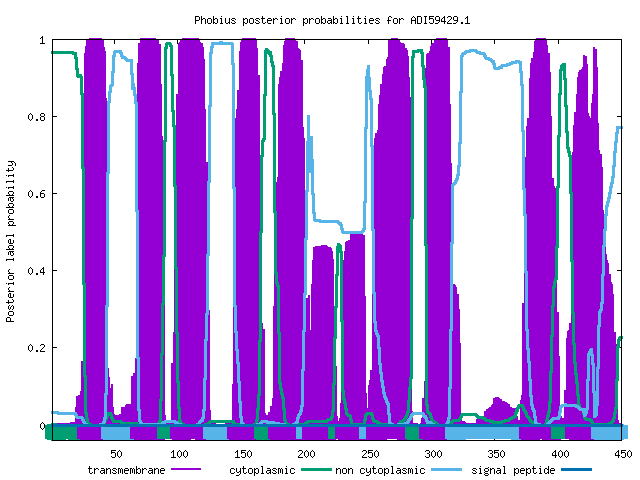 Phobius posterior probabilities for ADI59429.1
Posterior label probability
1
0.8
0.6
0.4
0.2
0
50 100 150 200 250 300 350 400 450
transmembrane cytoplasmic non cytoplasmic signal peptide